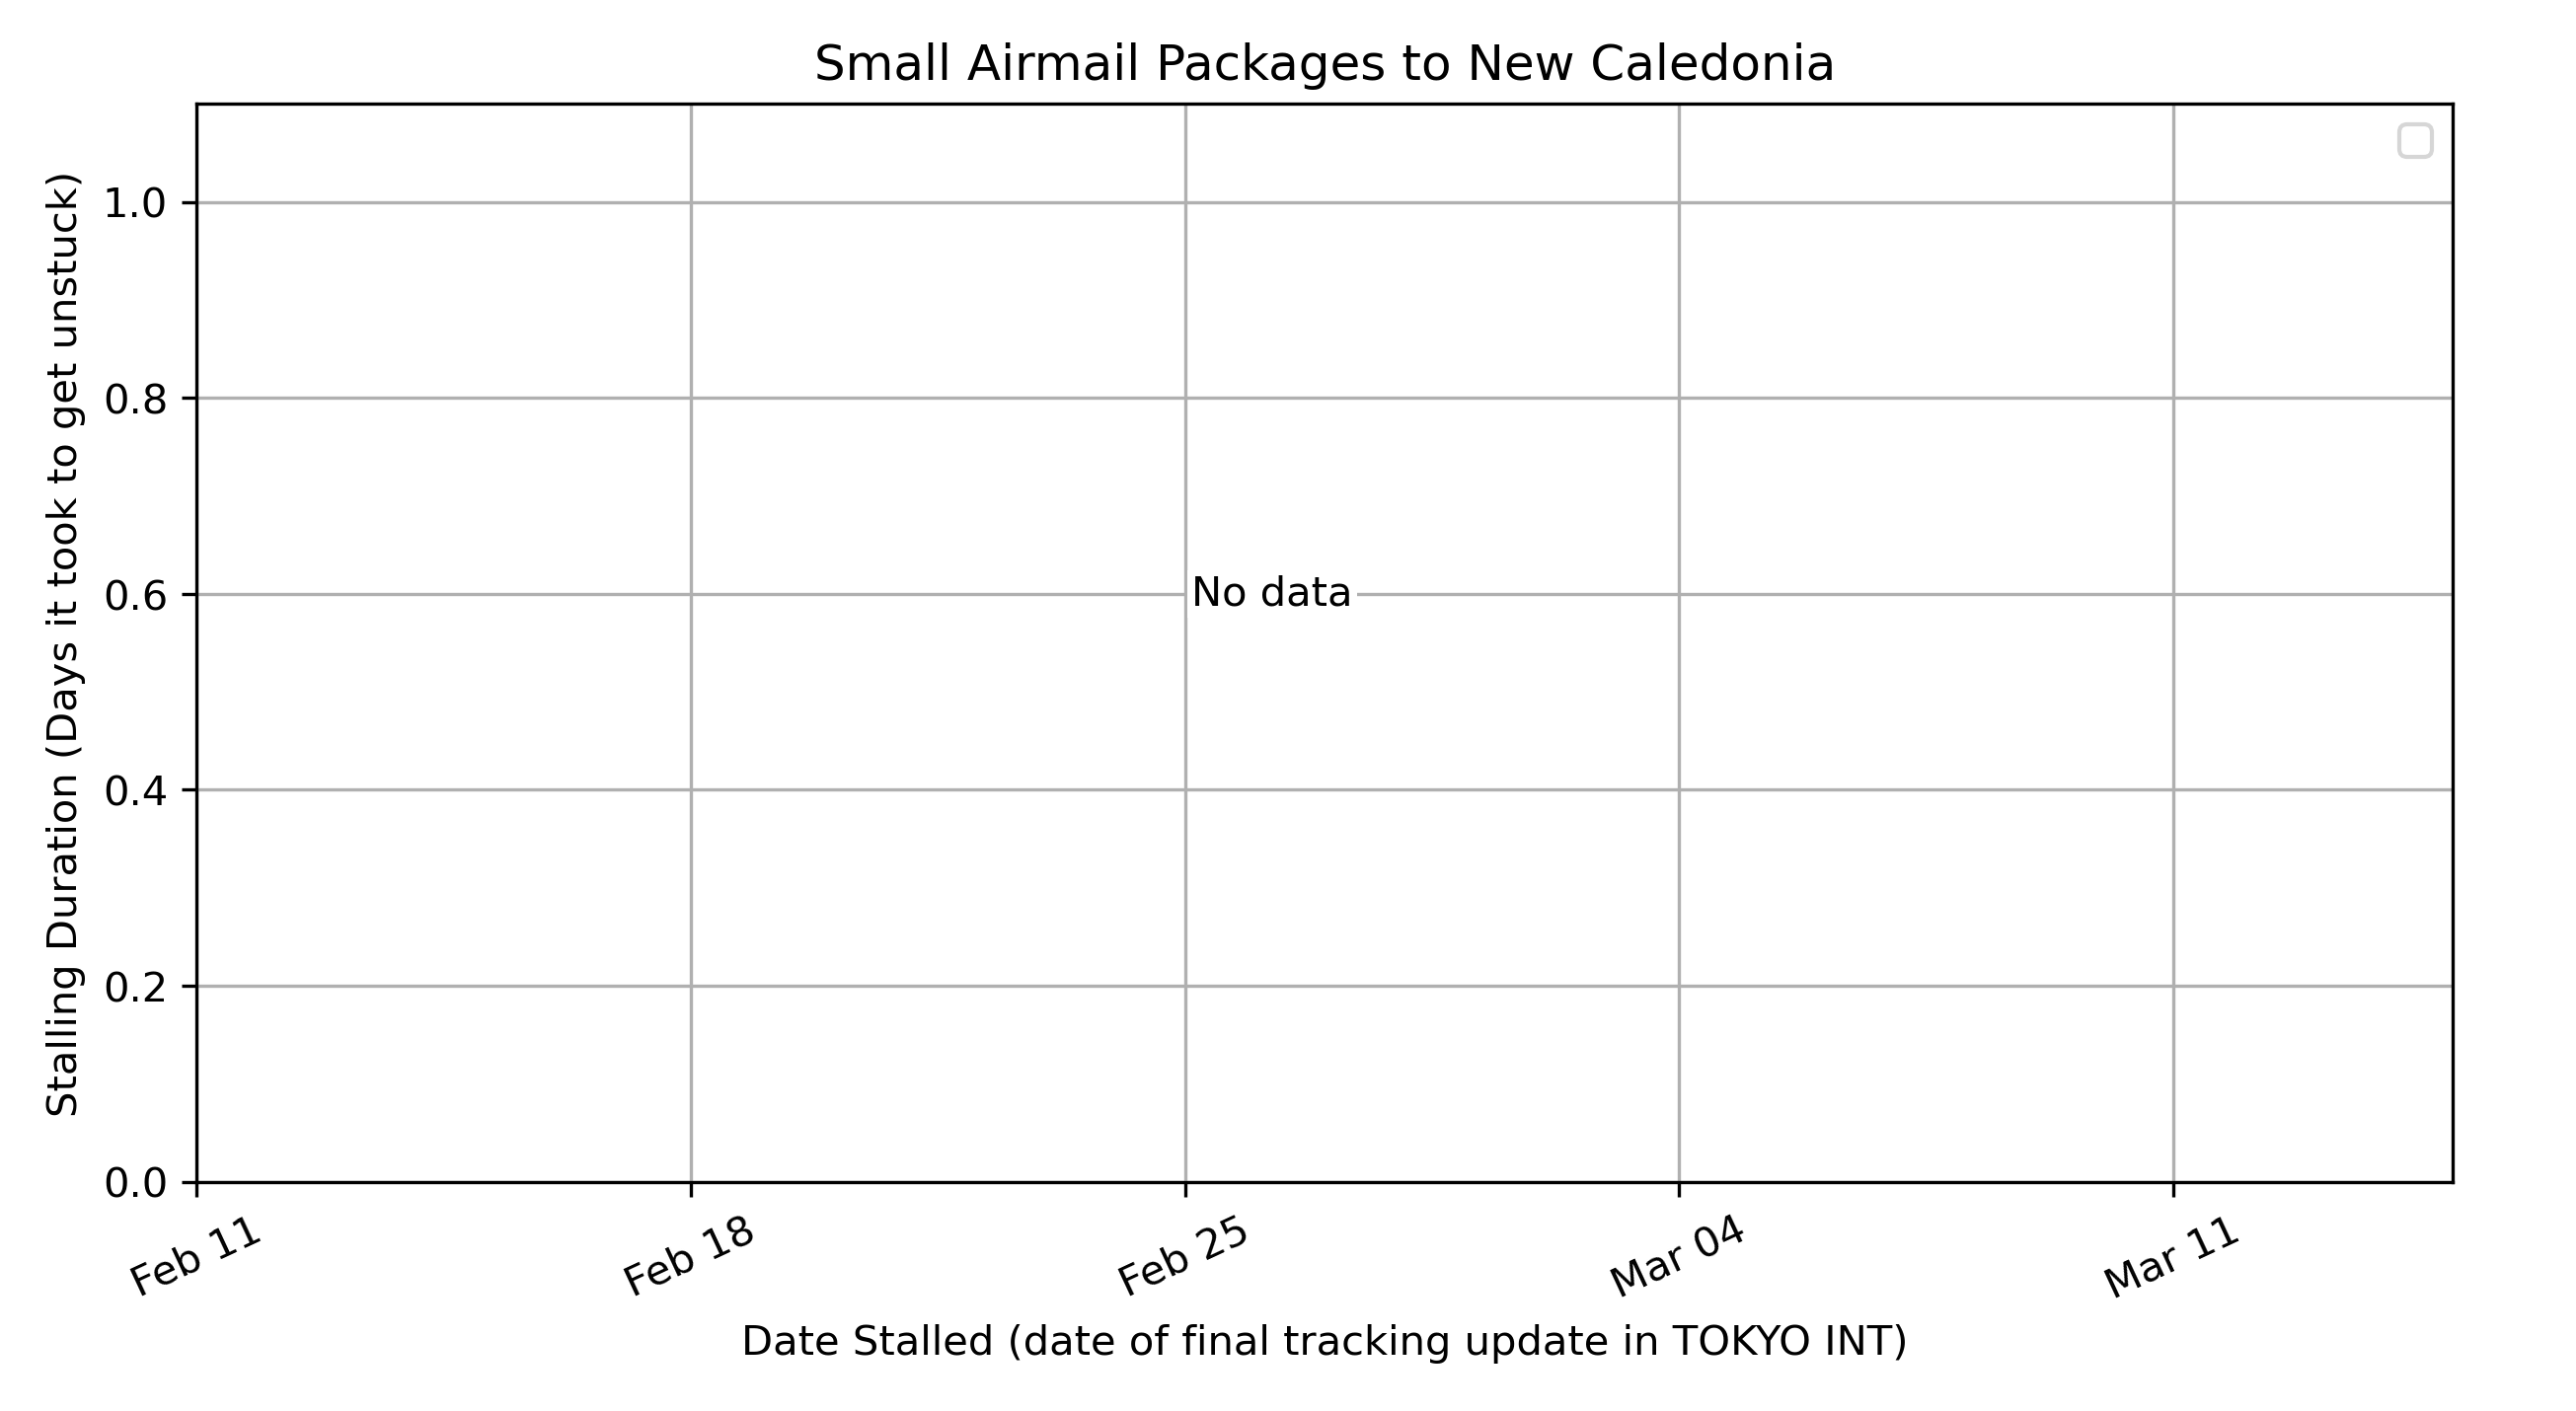 Small Airmail Packages to New Caledonia
Stalling Duration (Days it took to get unstuck)
1.0
0.8
0.6
0.4
0.2
0.0
No data
Feb 11
Feb 18
Feb 25
Mar 04
Mar 11
Date Stalled (date of final tracking update in TOKYO INT)